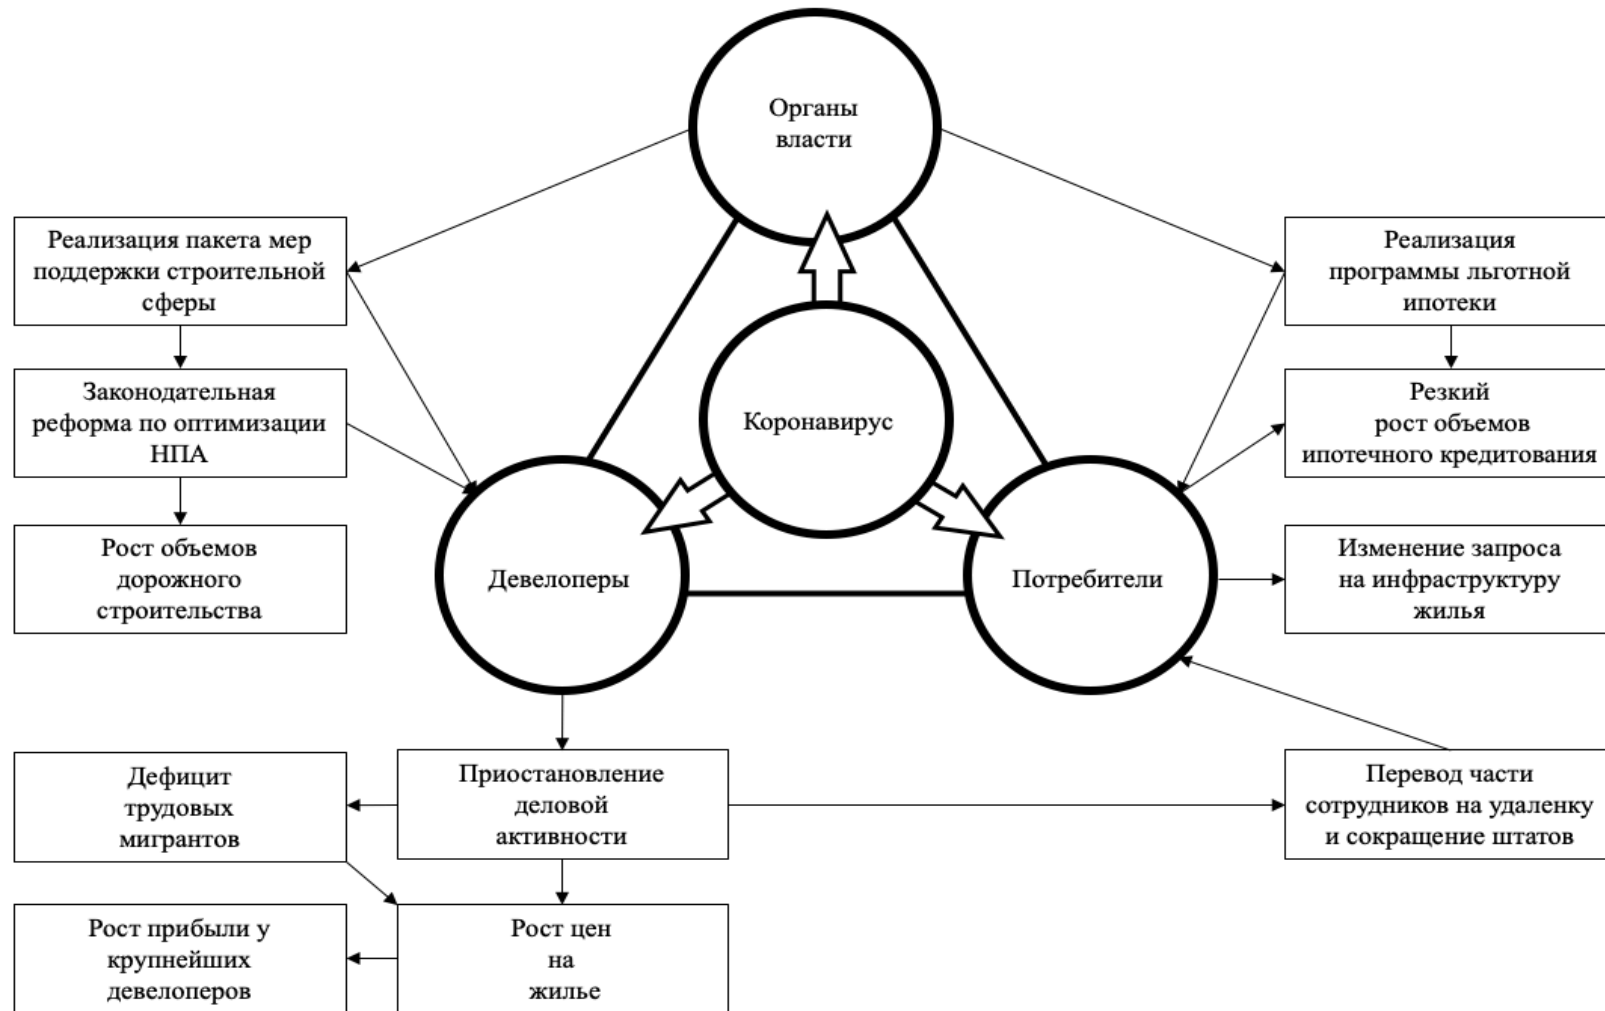 Органы
власти
Реализация пакета мер
поддержки строительной
сферы
Реализация
программы льготной
ипотеки
Законодательная
реформа по оптимизации
НПА
Коронавирус
Резкий
рост объемов
ипотечного кредитования
Рост объемов
дорожного
строительства
Девелоперы
Потребители
Изменение запроса
на инфраструктуру
жилья
Дефицит
трудовых
мигрантов
Приостановление
деловой
активности
Перевод части
сотрудников на удаленку
и сокращение штатов
Рост прибыли у
крупнейших
девелоперов
Рост цен
на
жилье